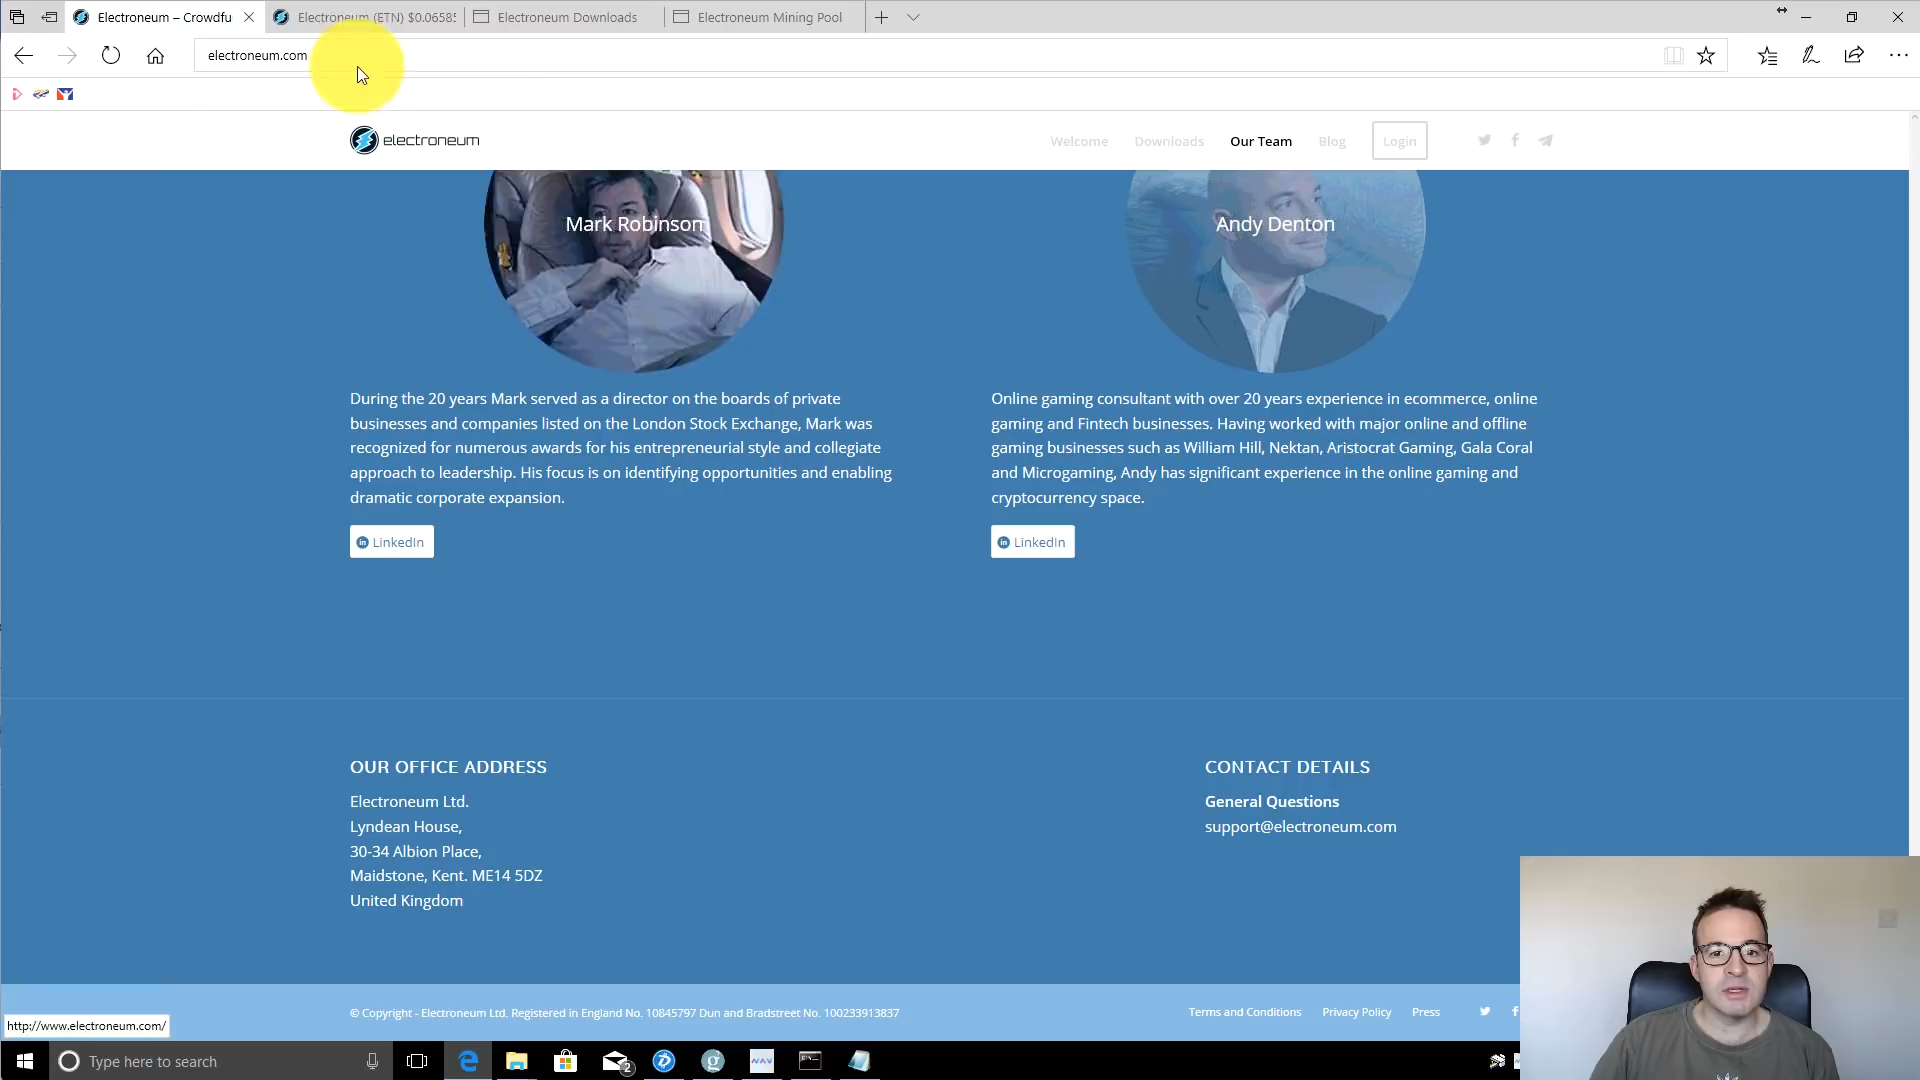 Electroneum – Crowdfu
Electroneum (ETN) $0.06585
Electroneum Downloads
Electroneum Mining Pool
electroneum.com
electroneum
Welcome
Downloads
Our Team
Blog
Login
Mark Robinson
Andy Denton
During the 20 years Mark served as a director on the boards of private
businesses and companies listed on the London Stock Exchange, Mark was
recognized for numerous awards for his entrepreneurial style and collegiate
approach to leadership. His focus is on identifying opportunities and enabling
dramatic corporate expansion.
LinkedIn
Online gaming consultant with over 20 years experience in ecommerce, online
gaming and Fintech businesses. Having worked with major online and offline
gaming businesses such as William Hill, Nektan, Aristocrat Gaming, Gala Coral
and Microgaming, Andy has significant experience in the online gaming and
cryptocurrency space.
LinkedIn
OUR OFFICE ADDRESS
Electroneum Ltd.
Lyndean House,
30-34 Albion Place,
Maidstone, Kent. ME14 5DZ
United Kingdom
CONTACT DETAILS
General Questions
support@electroneum.com
© Copyright - Electroneum Ltd. Registered in England No. 10845797 Dun and Bradstreet No. 100233913837
Terms and Conditions
Privacy Policy
Press
http://www.electroneum.com/
Type here to search
2
NAV